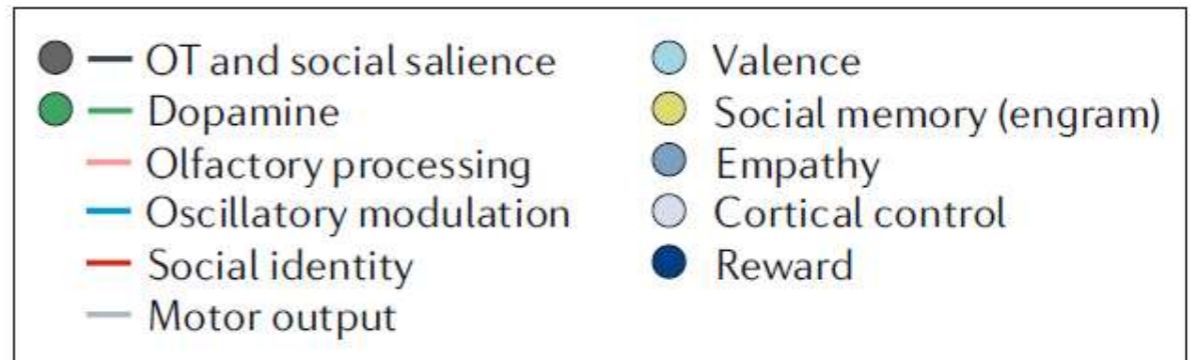 OT and social salience
Dopamine
Olfactory processing
Oscillatory modulation
Social identity
Motor output
Valence
Social memory (engram)
Empathy
Cortical control
Reward